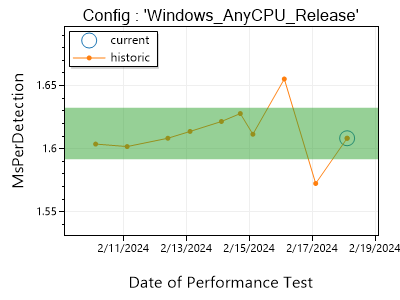 Config : 'Windows_AnyCPU_Release'
current
historic
MsPerDetection
1.65
1.6
1.55
2/11/2024
2/13/2024
2/15/2024
2/17/2024
2/19/2024
Date of Performance Test